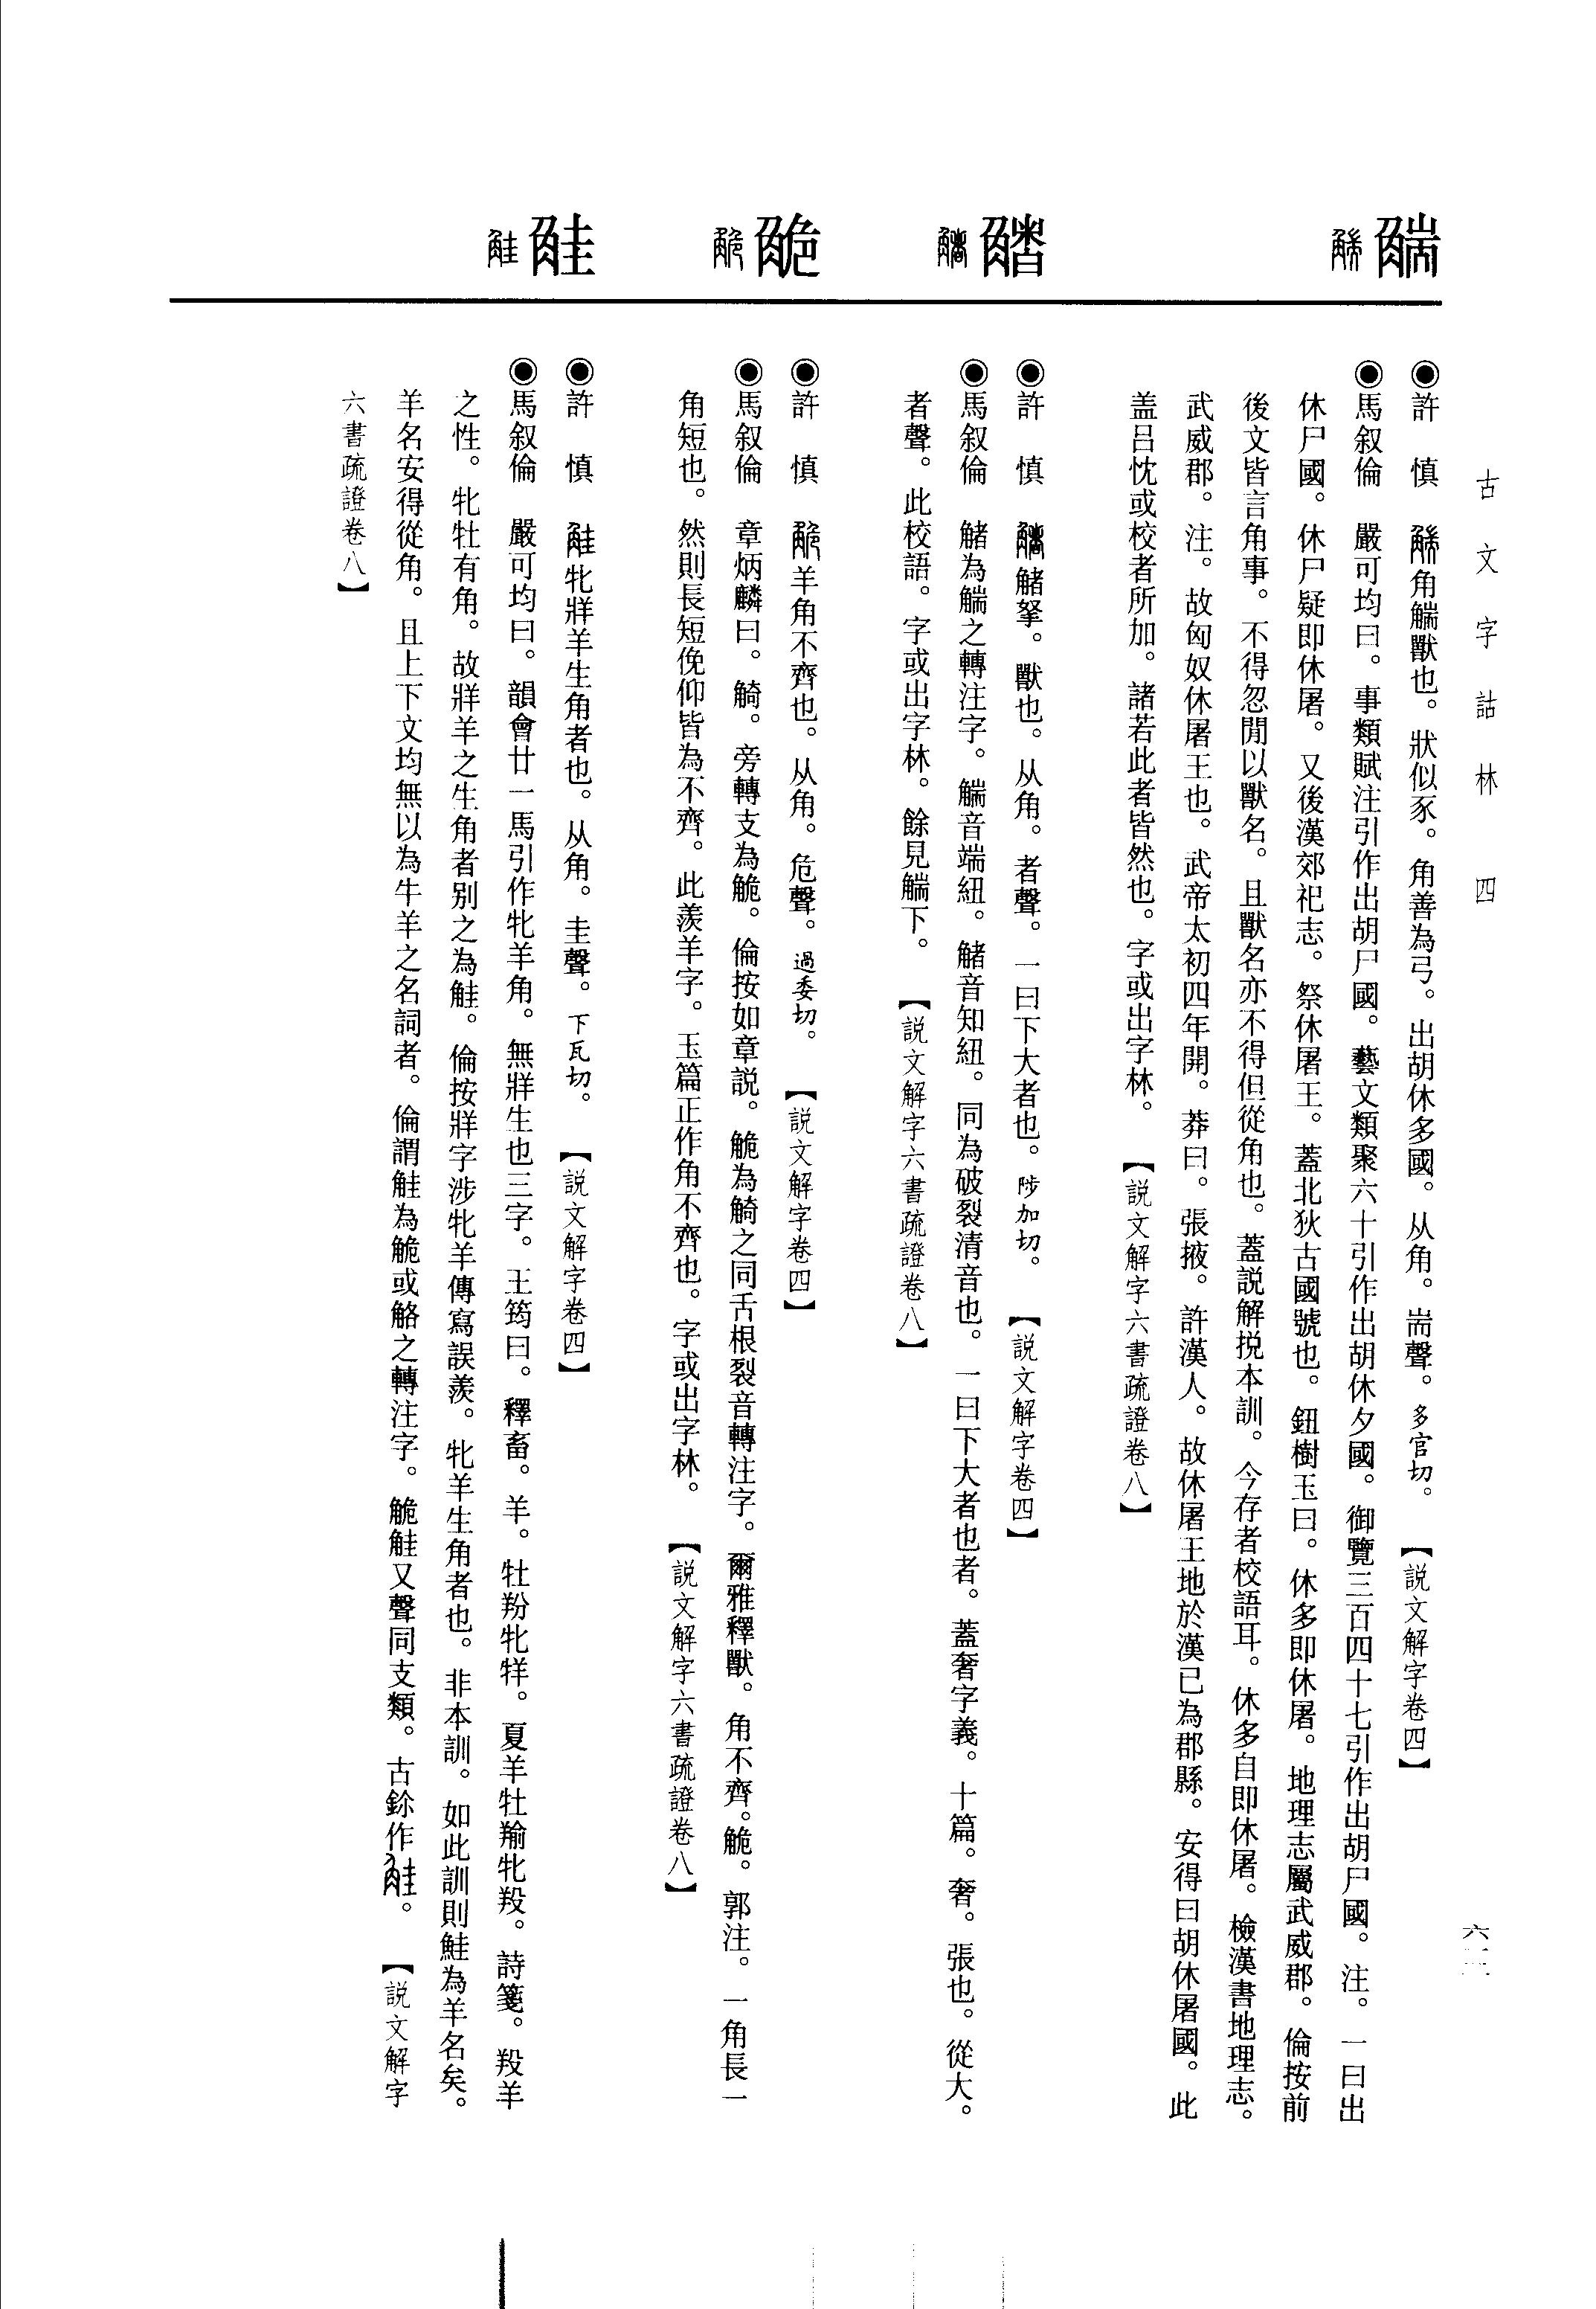 古文字詁林 四
六一二
觿
觰
觤
觟
◉許 慎 角觿獸也。狀似豕。角善為弓。出胡休多國。从角。耑聲。多官切。 【説文解字卷四】
◉馬叙倫 嚴可均曰。事類賦注引作出胡尸國。藝文類聚六十引作出胡休夕國。御覽三百四十七引作出胡尸國。注。一曰出
休尸國。休尸疑即休屠。又後漢郊祀志。祭休屠王。蓋北狄古國號也。鈕樹玉曰。休多即休屠。地理志屬武威郡。倫按前
後文皆言角事。不得忽閒以獸名。且獸名亦不得但從角也。蓋説解捝本訓。今存者校語耳。休多自即休屠。檢漢書地理志。
武威郡。注。故匈奴休屠王也。武帝太初四年開。莽曰。張掖。許漢人。故休屠王地於漢已為郡縣。安得曰胡休屠國。此
盖吕忱或校者所加。諸若此者皆然也。字或出字林。 【説文解字六書疏證卷八】
◉許 慎 觰拏。獸也。从角。者聲。一曰下大者也。陟加切。 【説文解字卷四】
◉馬叙倫 觰為觿之轉注字。觿音端紐。觰音知紐。同為破裂清音也。一曰下大者也者。蓋奢字義。十篇。奢。張也。從大。
者聲。此校語。字或出字林。餘見觿下。 【説文解字六書疏證卷八】
◉許 慎 羊角不齊也。从角。危聲。過委切。 【説文解字卷四】
◉馬叙倫 章炳麟曰。觭。旁轉支為觤。倫按如章説。觤為觭之同舌根裂音轉注字。爾雅釋獸。角不齊。觤。郭注。一角長一
角短也。然則長短俛仰皆為不齊。此羨羊字。玉篇正作角不齊也。字或出字林。 【説文解字六書疏證卷八】
◉許 慎 牝牂羊生角者也。从角。圭聲。下瓦切。 【説文解字卷四】
◉馬叙倫 嚴可均曰。韻會廿一馬引作牝羊角。無牂生也三字。王筠曰。釋畜。羊。牡羒牝牂。夏羊牡羭牝羖。詩箋。羖羊
之性。牝牡有角。故牂羊之生角者别之為觟。倫按牂字涉牝羊傳寫誤羨。牝羊生角者也。非本訓。如此訓則觟為羊名矣。
羊名安得從角。且上下文均無以為牛羊之名詞者。倫謂觟為觤或觡之轉注字。觤觟又聲同支類。古鉨作。 【説文解字
六書疏證卷八】